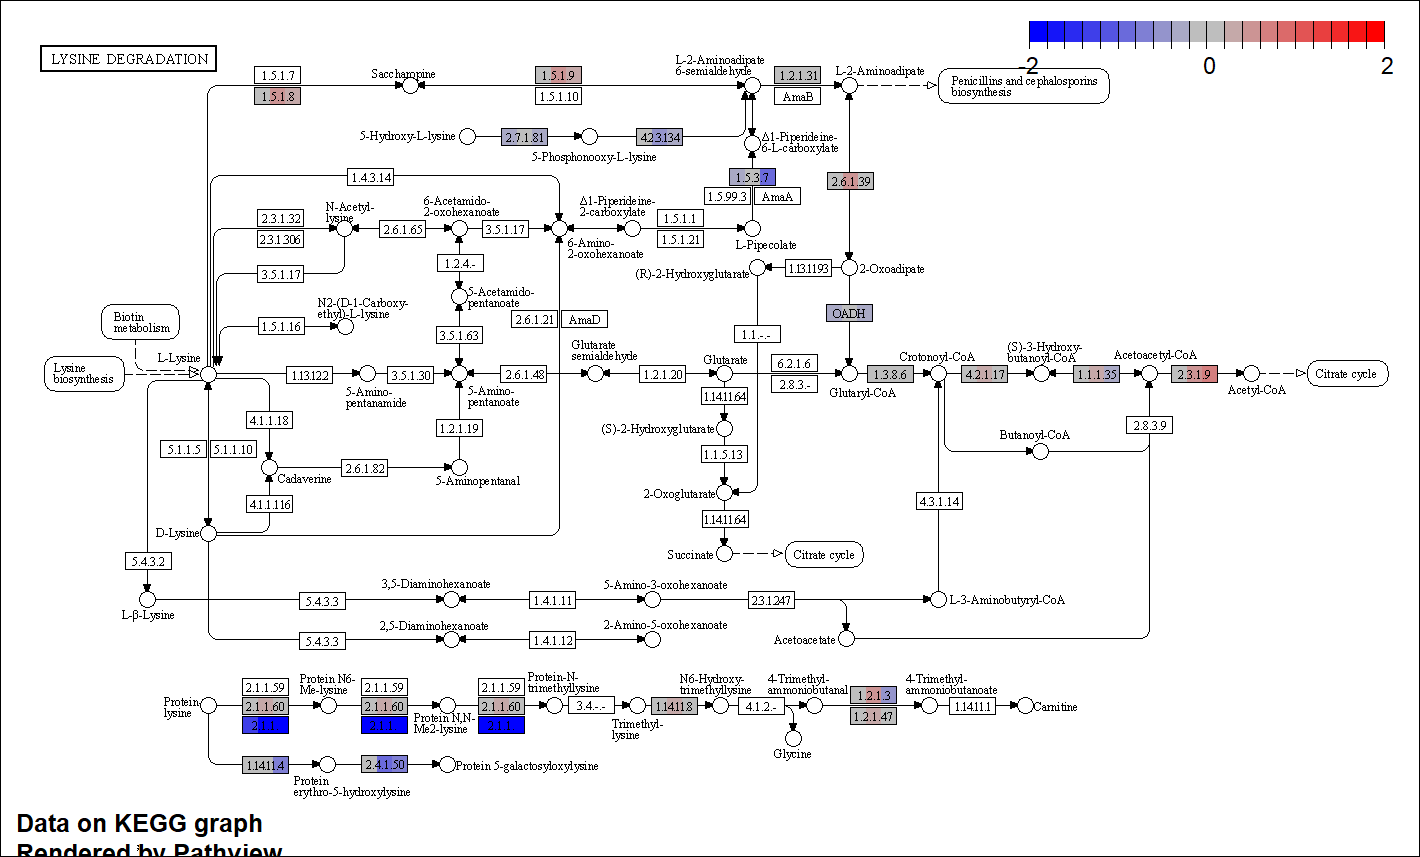 LYSINE DEGRADATION
-2
0
2
1.5.1.7
1.5.1.8
Saccharopine
1.5.1.9
1.5.1.10
L-2-Aminoadipate
6-semialdehyde
1.2.1.31
AmaB
L-2-Aminoadipate
Penicillins and cephalosporins
biosynthesis
5-Hydroxy-L-lysine
2.7.1.81
5-Phosphonooxy-L-lysine
4.2.3.134
Δ1-Piperideine-
6-L-carboxylate
1.4.3.14
1.5.3.7
1.5.99.3
AmaA
2.6.1.39
2.3.1.32
2.3.1.306
N-Acetyl-
lysine
2.6.1.65
6-Acetamido-
2-oxohexanoate
3.5.1.17
Δ1-Piperideine-
2-carboxylate
6-Amino-
2-oxohexanoate
1.5.1.1
1.5.1.21
L-Pipecolate
3.5.1.17
1.2.4.-
(R)-2-Hydroxyglutarate
1.13.11.93
2-Oxoadipate
N2-(D-1-Carboxy-
ethyl)-L-lysine
5-Acetamido-
pentanoate
Biotin
metabolism
1.5.1.16
3.5.1.63
2.6.1.21
AmaD
OADH
1.1.-.-
Lysine
biosynthesis
L-Lysine
1.13.12.2
5-Amino-
pentanamide
3.5.1.30
5-Amino-
pentanoate
2.6.1.48
Glutarate
semialdehyde
1.2.1.20
Glutarate
6.2.1.6
2.8.3.-
Glutaryl-CoA
1.3.8.6
Crotonoyl-CoA
4.2.1.17
(S)-3-Hydroxy-
butanoyl-CoA
1.1.1.35
Acetoacetyl-CoA
2.3.1.9
Acetyl-CoA
Citrate cycle
1.14.11.64
4.1.1.18
1.2.1.19
(S)-2-Hydroxyglutarate
Butanoyl-CoA
2.8.3.9
5.1.1.5
5.1.1.10
1.1.5.13
Cadaverine
2.6.1.82
5-Aminopentanal
2-Oxoglutarate
4.1.1.116
4.3.1.14
1.14.11.64
D-Lysine
Succinate
Citrate cycle
5.4.3.2
L-β-Lysine
5.4.3.3
3,5-Diaminohexanoate
1.4.1.11
5-Amino-3-oxohexanoate
2.3.1.247
L-3-Aminobutyryl-CoA
5.4.3.3
2,5-Diaminohexanoate
1.4.1.12
2-Amino-5-oxohexanoate
Acetoacetate
Protein
lysine
2.1.1.59
2.1.1.60
2.1.1.
Protein N6-
Me-lysine
2.1.1.59
2.1.1.60
2.1.1.
Protein N,N-
Me2-lysine
2.1.1.59
2.1.1.60
2.1.1.
Protein-N-
trimethyllysine
3.4.-.-
Trimethyl-
lysine
1.14.11.8
N6-Hydroxy-
trimethyllysine
4.1.2.-
Glycine
4-Trimethyl-
ammoniobutanal
1.2.1.3
1.2.1.47
4-Trimethyl-
ammoniobutanoate
1.14.11.1
Carnitine
1.14.11.4
Protein
erythro-5-hydroxylysine
2.4.1.50
Protein 5-galactosyloxylysine
Data on KEGG graph
Rendered by Pathview